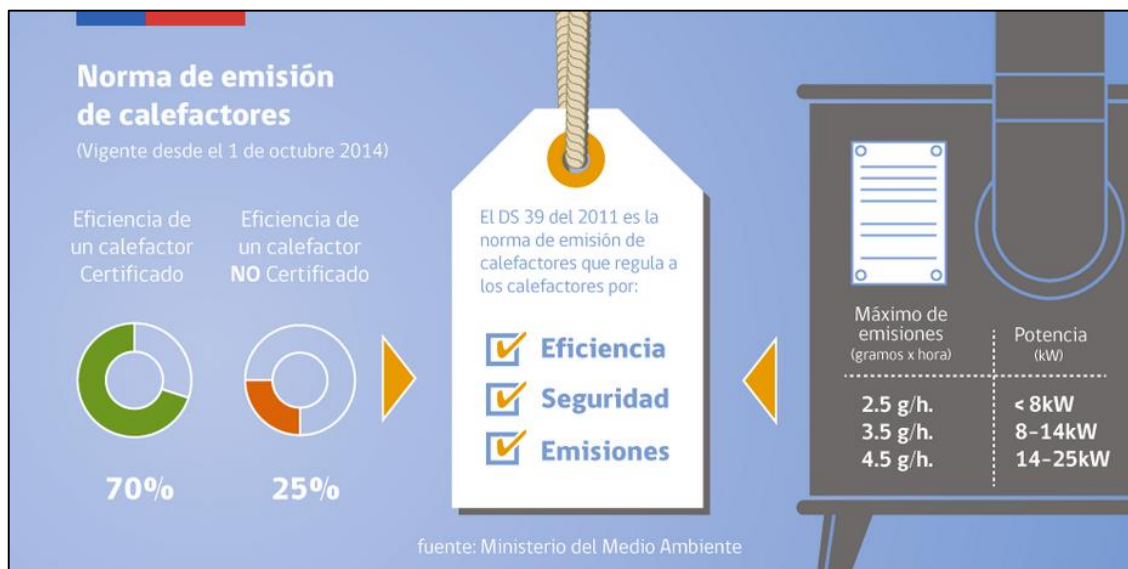 Norma de emisión
de calefactores
(Vigente desde el 1 de octubre 2014)
Eficiencia de
un calefactor
Certificado
Eficiencia de
un calefactor
NO Certificado
70%
25%
El DS 39 del 2011 es la
norma de emisión de
calefactores que regula a
los calefactores por:
Eficiencia
Seguridad
Emisiones
Máximo de
emisiones
(gramos x hora)
Potencia
(kW)
2.5 g/h. < 8kW
3.5 g/h. 8-14kW
4.5 g/h. 14-25kW
fuente: Ministerio del Medio Ambiente